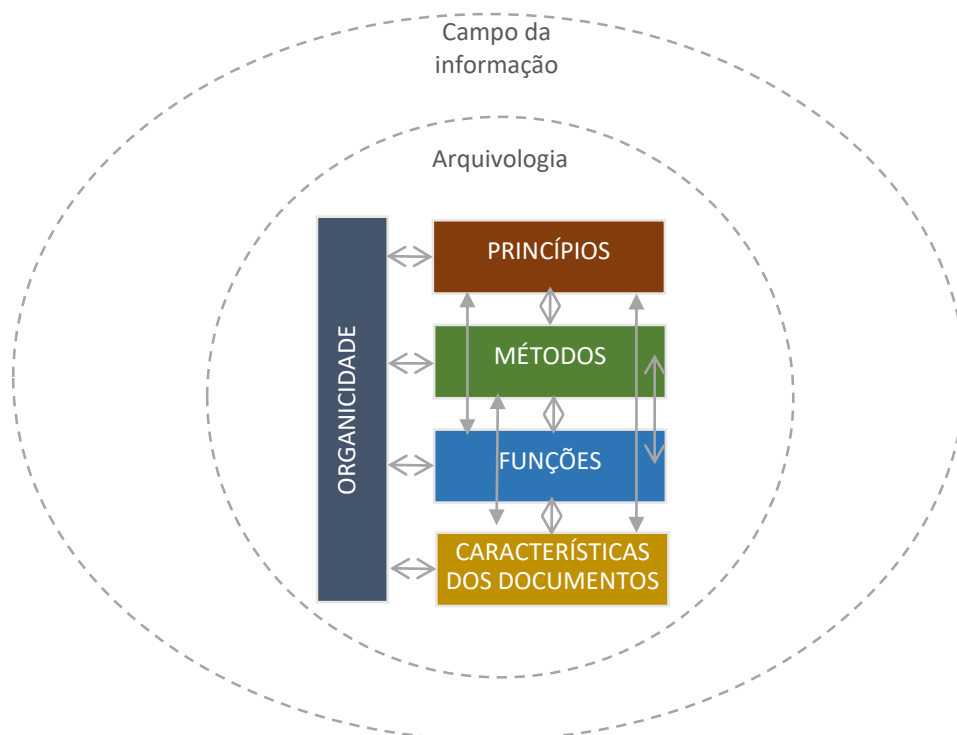 Campo da
informação
Arquivologia
ORGANICIDADE
PRINCÍPIOS
MÉTODOS
FUNÇÕES
CARACTERÍSTICAS
DOS DOCUMENTOS